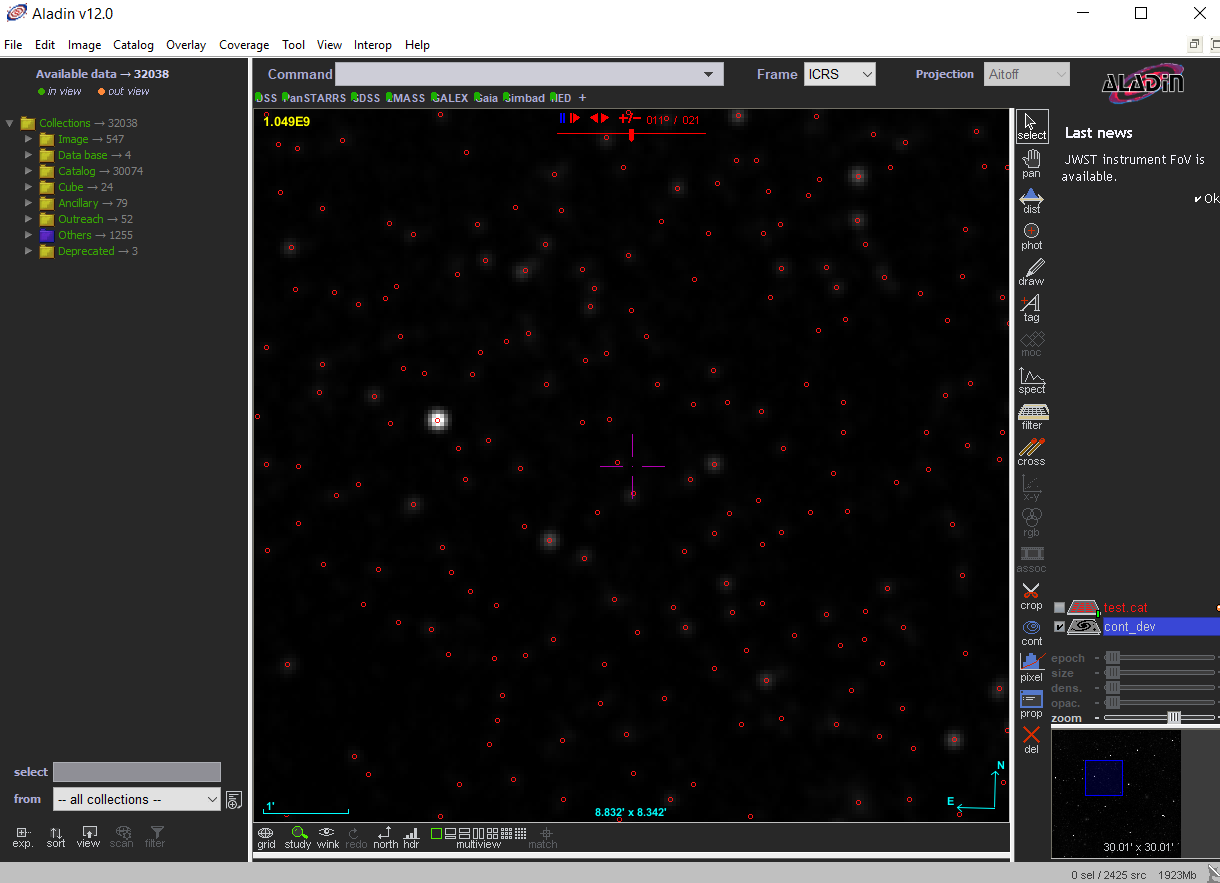 Aladin v12.0
File Edit Image Catalog Overlay Coverage Tool View Interop Help
Available data → 32038
in view out view
Command Frame ICRS Projection Aitoff
ALADIN
DSS PanSTARRS SDSS 2MASS GALEX Gaia Simbad NED +
Collections → 32038
Image → 547
Data base → 4
Catalog → 30074
Cube → 24
Ancillary → 79
Outreach → 52
Others → 1255
Deprecated → 3
1.049E9
+/- 011 / 021
select
pan
dist
phot
draw
tag
moc
spect
filter
cross
x-y
rgb
assoc
crop
cont
pixel
prop
del
Last news
JWST instrument FoV is
available.
Ok
test.cat
cont_dev
epoch
size
dens.
opac.
zoom
N
E
1'
8.832' x 8.342'
30.01' x 30.01'
select
from -- all collections --
exp. sort view scan filter
grid study wink redo north hdr multiview match
0 sel / 2425 src 1923Mb